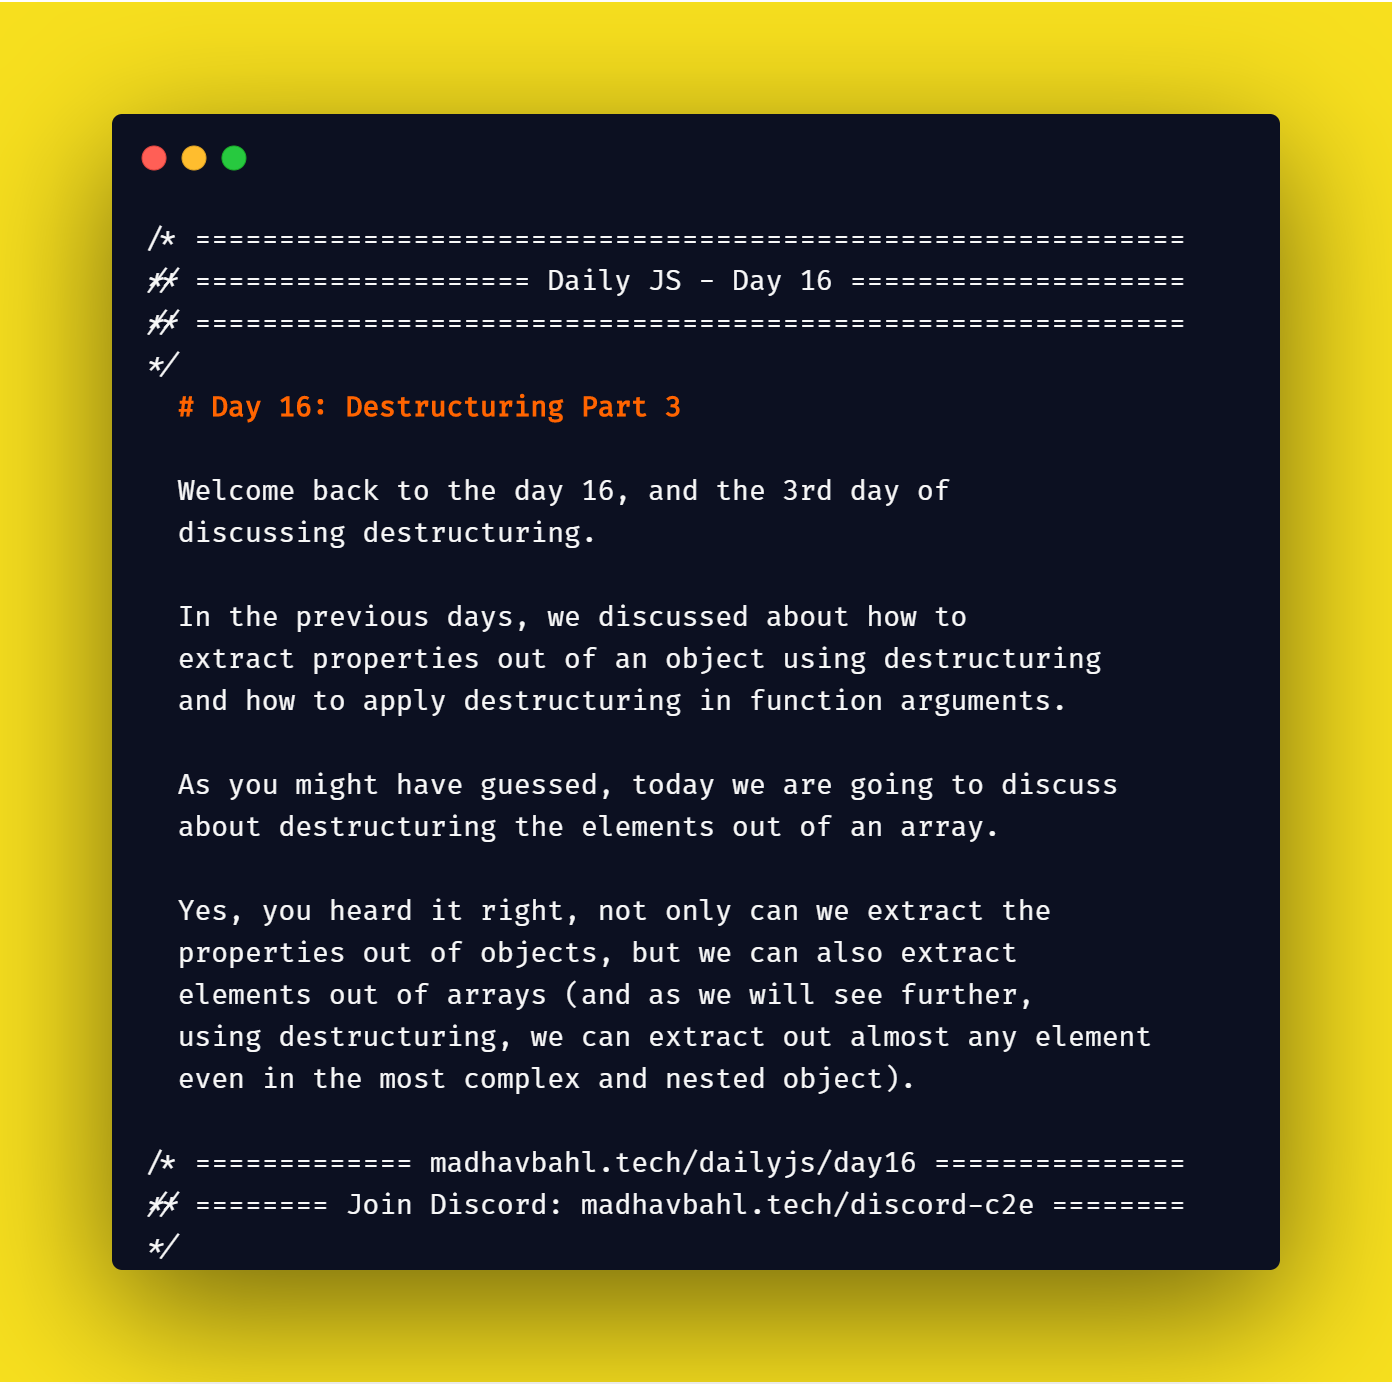 /* ===========================================================
** ==================== Daily JS - Day 16 ====================
** ===========================================================
*/
# Day 16: Destructuring Part 3
Welcome back to the day 16, and the 3rd day of
discussing destructuring.
In the previous days, we discussed about how to
extract properties out of an object using destructuring
and how to apply destructuring in function arguments.
As you might have guessed, today we are going to discuss
about destructuring the elements out of an array.
Yes, you heard it right, not only can we extract the
properties out of objects, but we can also extract
elements out of arrays (and as we will see further,
using destructuring, we can extract out almost any element
even in the most complex and nested object).
/* ============= madhavbahl.tech/dailyjs/day16 ===============
** ======== Join Discord: madhavbahl.tech/discord-c2e ========
*/